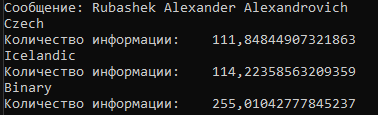 Сообщение: Rubashek Alexander Alexandrovich
Czech
Количество информации:    111,84844907321863
Icelandic
Количество информации:    114,22358563209359
Binary
Количество информации:    255,01042777845237